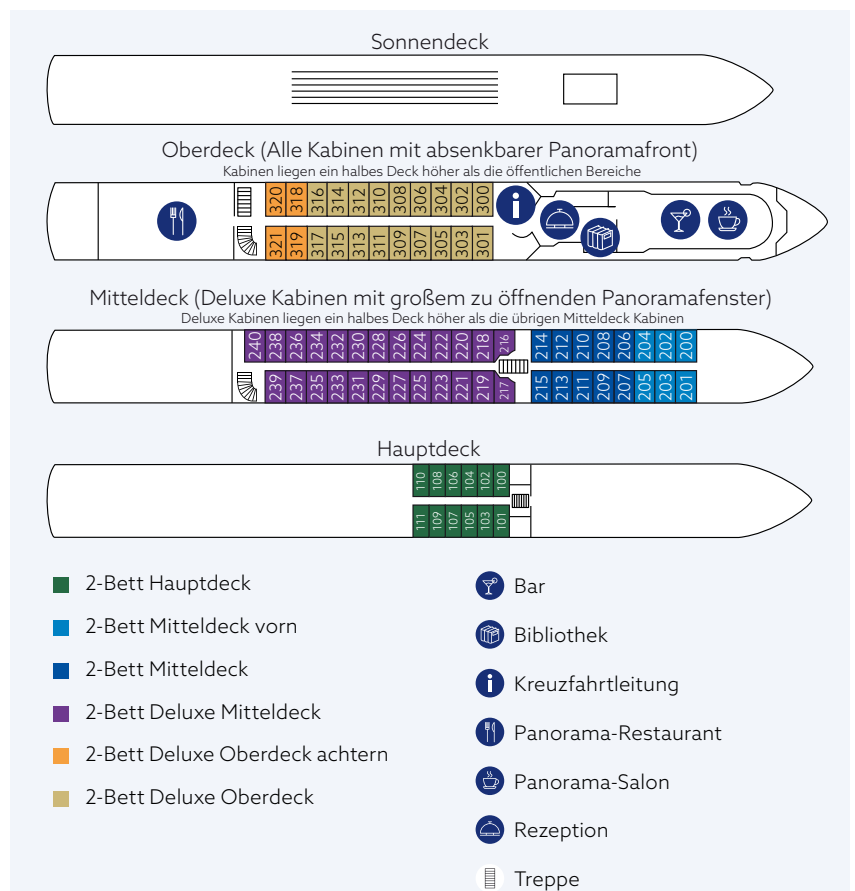 Sonnendeck
Oberdeck (Alle Kabinen mit absenkbarer Panoramafront)
Kabinen liegen ein halbes Deck höher als die öffentlichen Bereiche
320 318 316 314 312 310 308 306 304 302 300
321 319 317 315 313 311 309 307 305 303 301
Mitteldeck (Deluxe Kabinen mit großem zu öffnenden Panoramafenster)
Deluxe Kabinen liegen ein halbes Deck höher als die übrigen Mitteldeck Kabinen
240 238 236 234 232 230 228 226 224 222 220 218 216 214 212 210 208 206 204 202 200
239 237 235 233 231 229 227 225 223 221 219 217 215 213 211 209 207 205 203 201
Hauptdeck
110 108 106 104 102 100
111 109 107 105 103 101
2-Bett Hauptdeck
2-Bett Mitteldeck vorn
2-Bett Mitteldeck
2-Bett Deluxe Mitteldeck
2-Bett Deluxe Oberdeck achtern
2-Bett Deluxe Oberdeck
Bar
Bibliothek
Kreuzfahrtleitung
Panorama-Restaurant
Panorama-Salon
Rezeption
Treppe